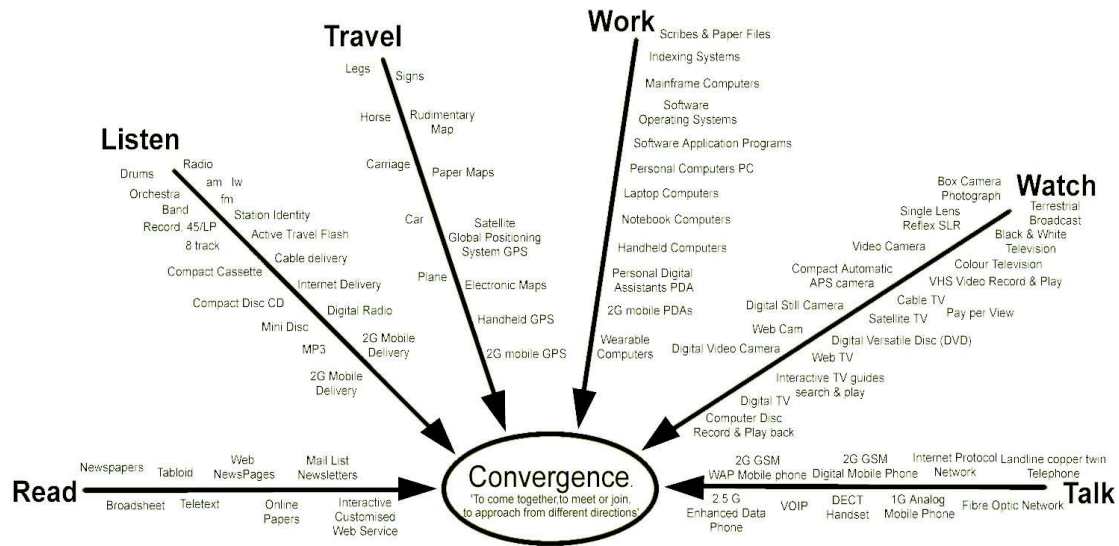 Travel
Legs
Signs
Horse
Rudimentary
Map
Carriage
Paper Maps
Car
Satellite
Global Positioning
System GPS
Plane
Electronic Maps
Handheld GPS
2G mobile GPS
Work
Scribes & Paper Files
Indexing Systems
Mainframe Computers
Software
Operating Systems
Software Application Programs
Personal Computers PC
Laptop Computers
Notebook Computers
Handheld Computers
Personal Digital
Assistants PDA
2G mobile PDAs
Wearable
Computers
Listen
Drums
Radio
Orchestra
am lw
fm
Band
Station Identity
Record. 45/LP
Active Travel Flash
8 track
Cable delivery
Compact Cassette
Internet Delivery
Compact Disc CD
Digital Radio
Mini Disc
2G Mobile
Delivery
MP3
2G Mobile
Delivery
Watch
Box Camera
Photograph
Terrestrial
Broadcast
Single Lens
Reflex SLR
Black & White
Television
Video Camera
Colour Television
Compact Automatic
APS camera
VHS Video Record & Play
Digital Still Camera
Cable TV
Pay per View
Satellite TV
Web Cam
Digital Versatile Disc (DVD)
Digital Video Camera
Web TV
Interactive TV guides
search & play
Digital TV
Computer Disc
Record & Play back
Read
Newspapers
Tabloid
Web
NewsPages
Mail List
Newsletters
Broadsheet
Teletext
Online
Papers
Interactive
Customised
Web Service
Convergence.
'To come together,to meet or join,
to approach from different directions'
Talk
2G GSM
WAP Mobile phone
2G GSM
Digital Mobile Phone
Internet Protocol
Network
Landline copper twin
Telephone
2.5 G
Enhanced Data
Phone
VOIP
DECT
Handset
1G Analog
Mobile Phone
Fibre Optic Network